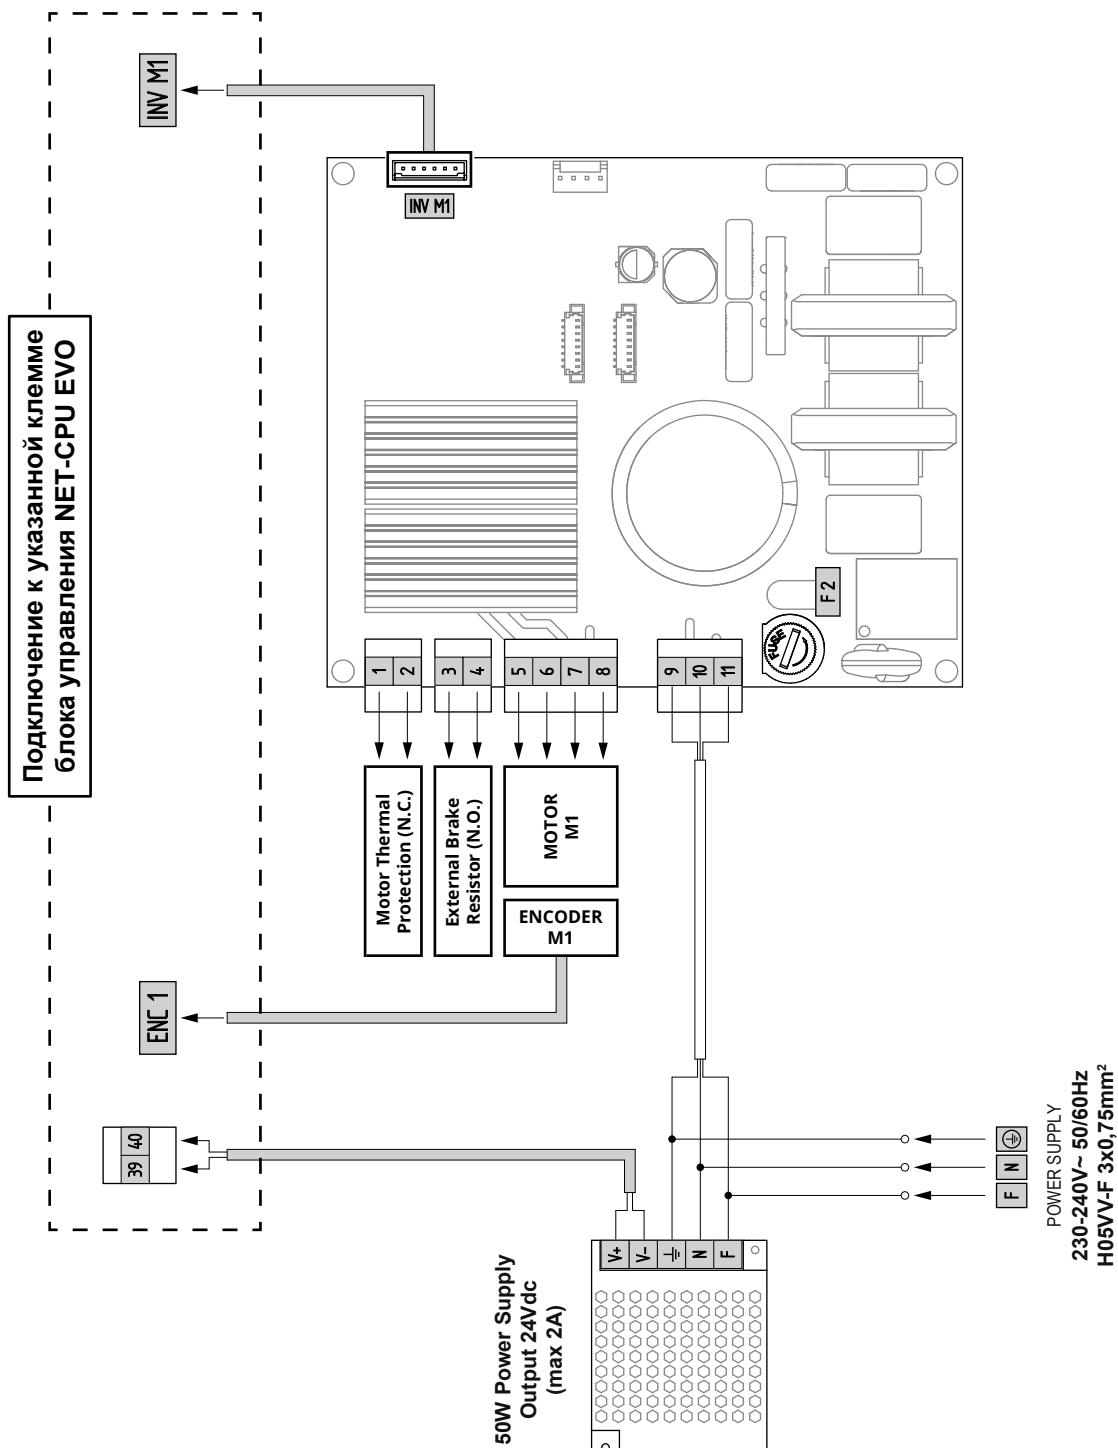 INV M1
INV M1
Подключение к указанной клемме
блока управления NET-CPU EVO
F 2
FUSE
1
2
3
4
5
6
7
8
9
10
11
Motor Thermal
Protection (N.C.)
External Brake
Resistor (N.O.)
MOTOR
M1
ENCODER
M1
ENC 1
39 40
F
N
POWER SUPPLY
230-240V~ 50/60Hz
H05VV-F 3x0,75mm²
V+
V-
N
F
50W Power Supply
Output 24Vdc
(max 2A)